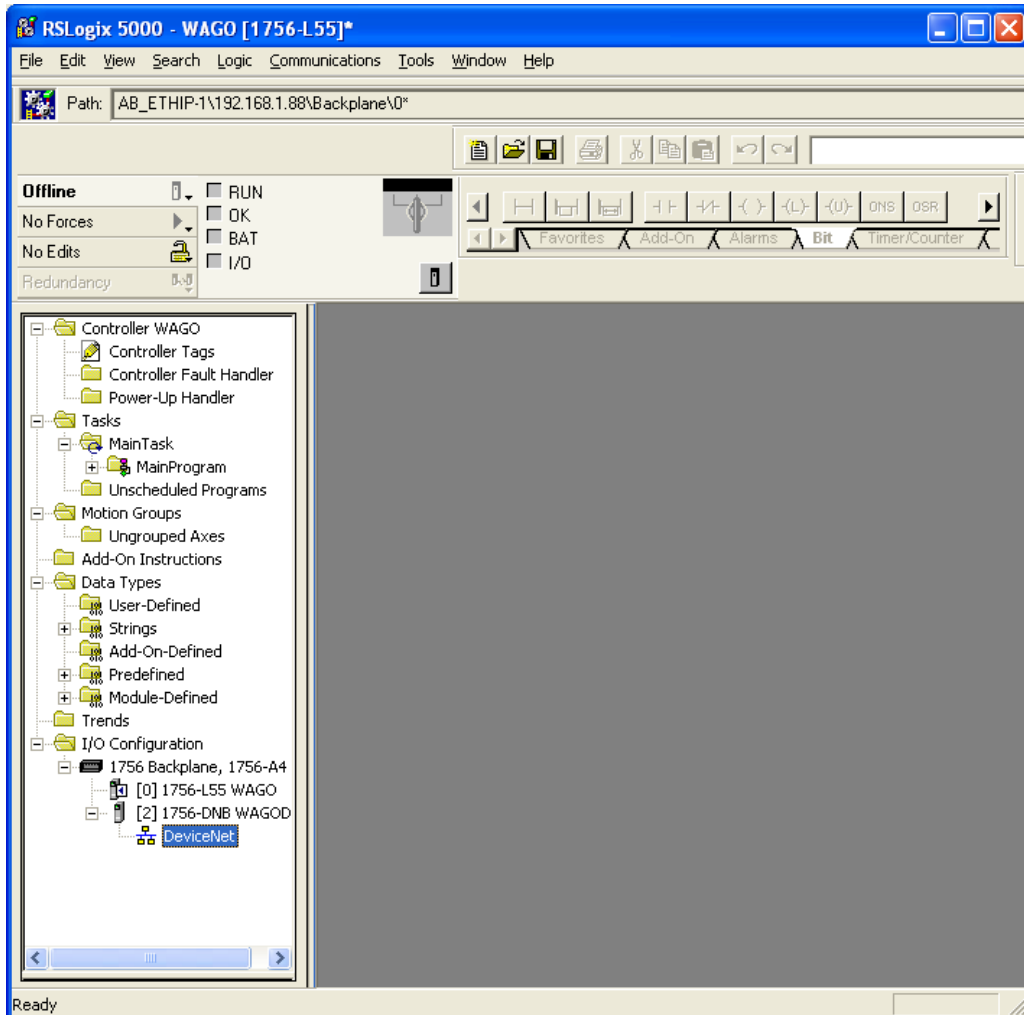 RSLogix 5000 - WAGO [1756-L55]*
File Edit View Search Logic Communications Tools Window Help
Path: AB_ETHIP-1\192.168.1.88\Backplane\0*
Offline
RUN
No Forces
OK
No Edits
BAT
Redundancy
I/O
(L)
(U)
ONS
OSR
Favorites
Add-On
Alarms
Bit
Timer/Counter
Controller WAGO
Controller Tags
Controller Fault Handler
Power-Up Handler
Tasks
MainTask
MainProgram
Unscheduled Programs
Motion Groups
Ungrouped Axes
Add-On Instructions
Data Types
User-Defined
Strings
Add-On-Defined
Predefined
Module-Defined
Trends
I/O Configuration
1756 Backplane, 1756-A4
[0] 1756-L55 WAGO
[2] 1756-DNB WAGOD
DeviceNet
Ready